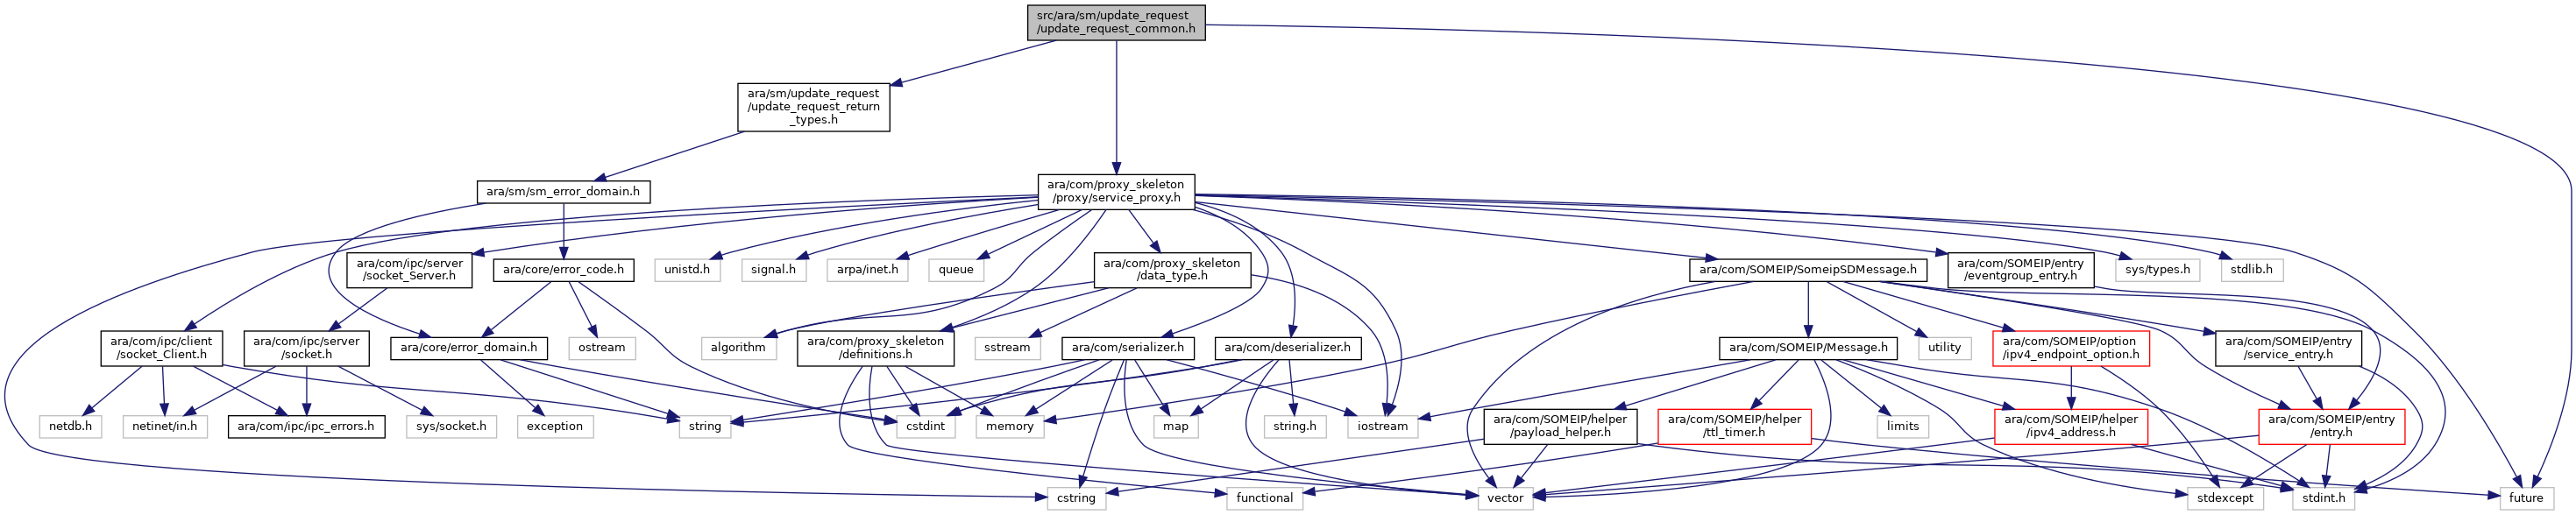 src/ara/sm/update_request
/update_request_common.h
ara/sm/update_request
/update_request_return
_types.h
ara/sm/sm_error_domain.h
ara/com/proxy_skeleton
/proxy/service_proxy.h
ara/com/ipc/server
/socket_Server.h
ara/core/error_code.h
unistd.h
signal.h
arpa/inet.h
queue
ara/com/proxy_skeleton
/data_type.h
ara/com/SOMEIP/SomeipSDMessage.h
ara/com/SOMEIP/entry
/eventgroup_entry.h
sys/types.h
stdlib.h
ara/com/ipc/client
/socket_Client.h
ara/com/ipc/server
/socket.h
ara/core/error_domain.h
ostream
algorithm
ara/com/proxy_skeleton
/definitions.h
sstream
ara/com/serializer.h
ara/com/deserializer.h
ara/com/SOMEIP/Message.h
utility
ara/com/SOMEIP/option
/ipv4_endpoint_option.h
ara/com/SOMEIP/entry
/service_entry.h
netdb.h
netinet/in.h
ara/com/ipc/ipc_errors.h
sys/socket.h
exception
string
cstdint
memory
map
string.h
iostream
ara/com/SOMEIP/helper
/payload_helper.h
ara/com/SOMEIP/helper
/ttl_timer.h
limits
ara/com/SOMEIP/helper
/ipv4_address.h
ara/com/SOMEIP/entry
/entry.h
cstring
functional
vector
stdexcept
stdint.h
future